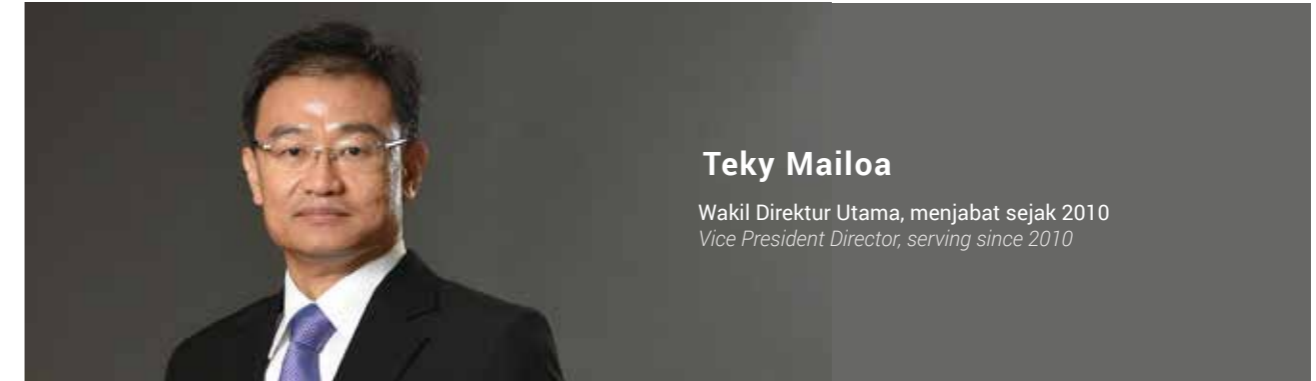 Teky Mailoa
Wakil Direktur Utama, menjabat sejak 2010
Vice President Director, serving since 2010